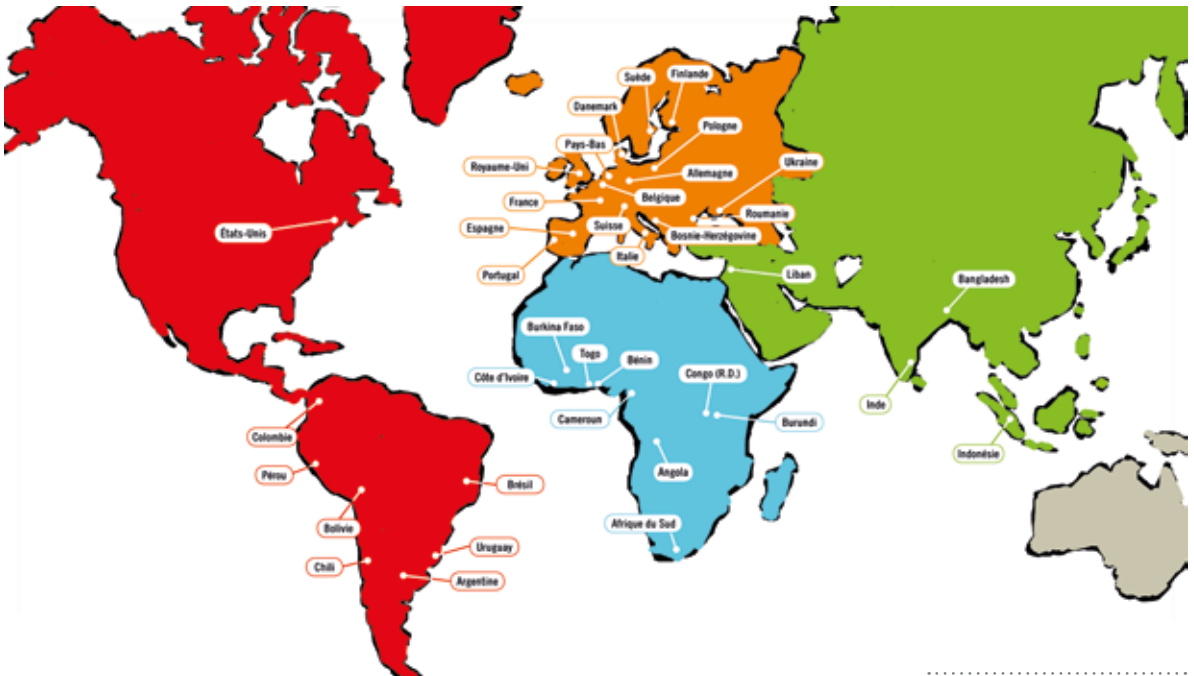 Suède
Finlande
Danemark
Pologne
Pays-Bas
Ukraine
Royaume-Uni
Allemagne
Belgique
France
Roumanie
États-Unis
Espagne
Suisse
Bosnie-Herzégovine
Italie
Portugal
Liban
Bangladesh
Burkina Faso
Togo
Bénin
Côte d'Ivoire
Congo (R.D.)
Inde
Cameroun
Burundi
Colombie
Indonésie
Pérou
Angola
Brésil
Afrique du Sud
Bolivie
Uruguay
Chili
Argentine